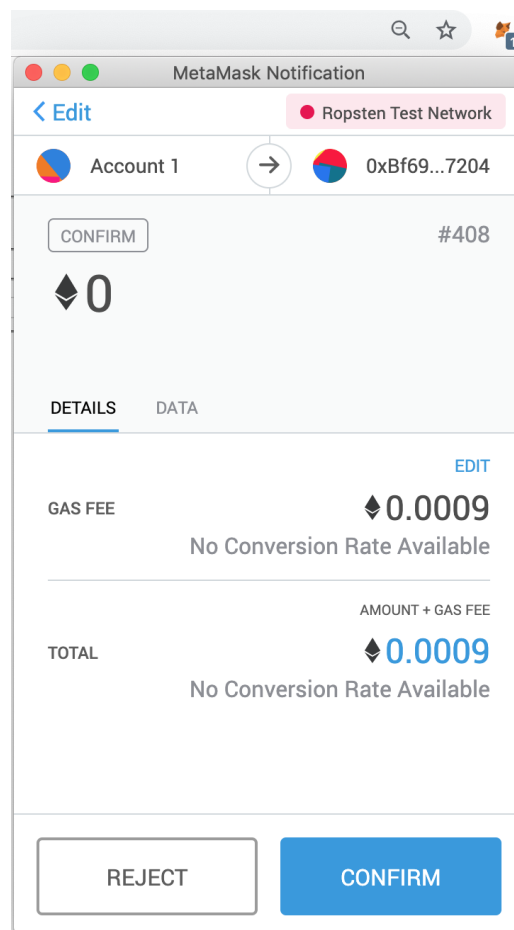 MetaMask Notification
Edit
Ropsten Test Network
Account 1
0xBf69...7204
CONFIRM
#408
0
DETAILS
DATA
EDIT
GAS FEE
0.0009
No Conversion Rate Available
AMOUNT + GAS FEE
TOTAL
0.0009
No Conversion Rate Available
REJECT
CONFIRM